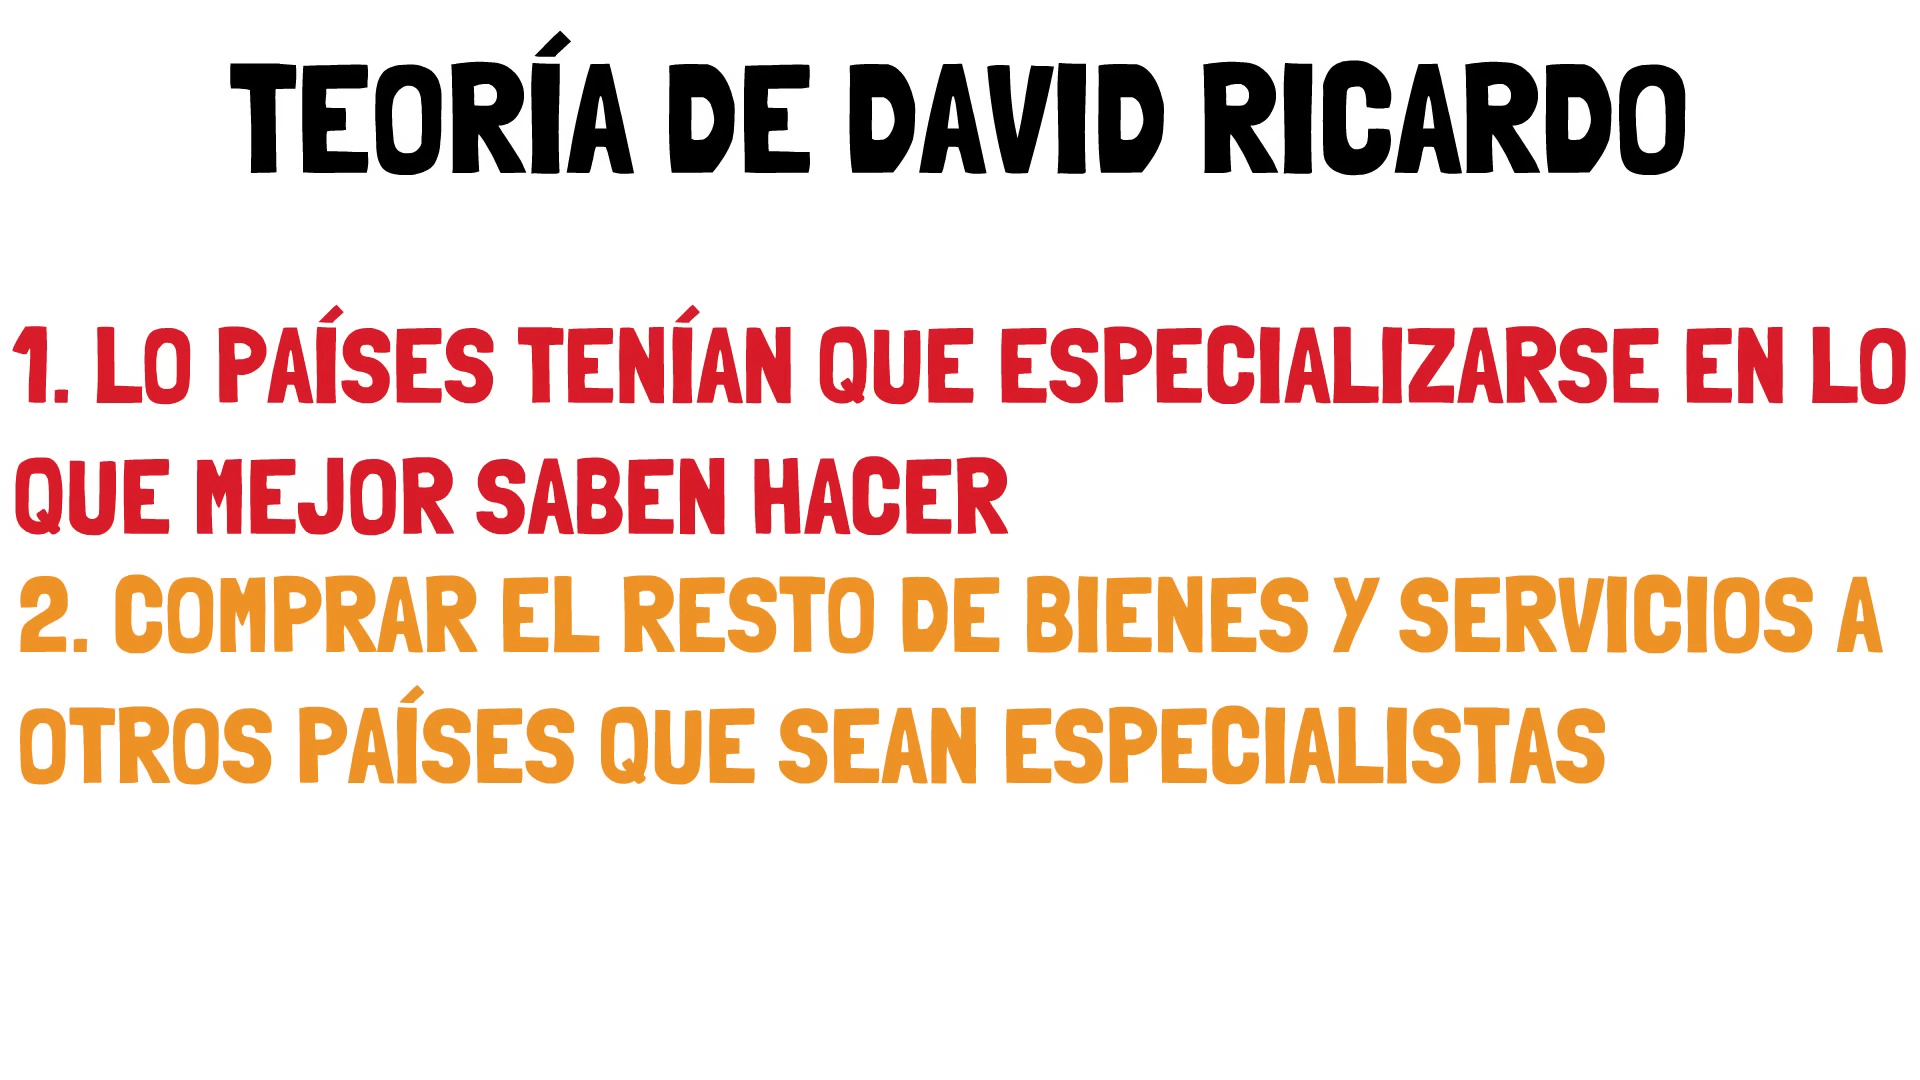 TEORÍA DE DAVID RICARDO
1. LO PAÍSES TENÍAN QUE ESPECIALIZARSE EN LO
QUE MEJOR SABEN HACER
2. COMPRAR EL RESTO DE BIENES Y SERVICIOS A
OTROS PAÍSES QUE SEAN ESPECIALISTAS